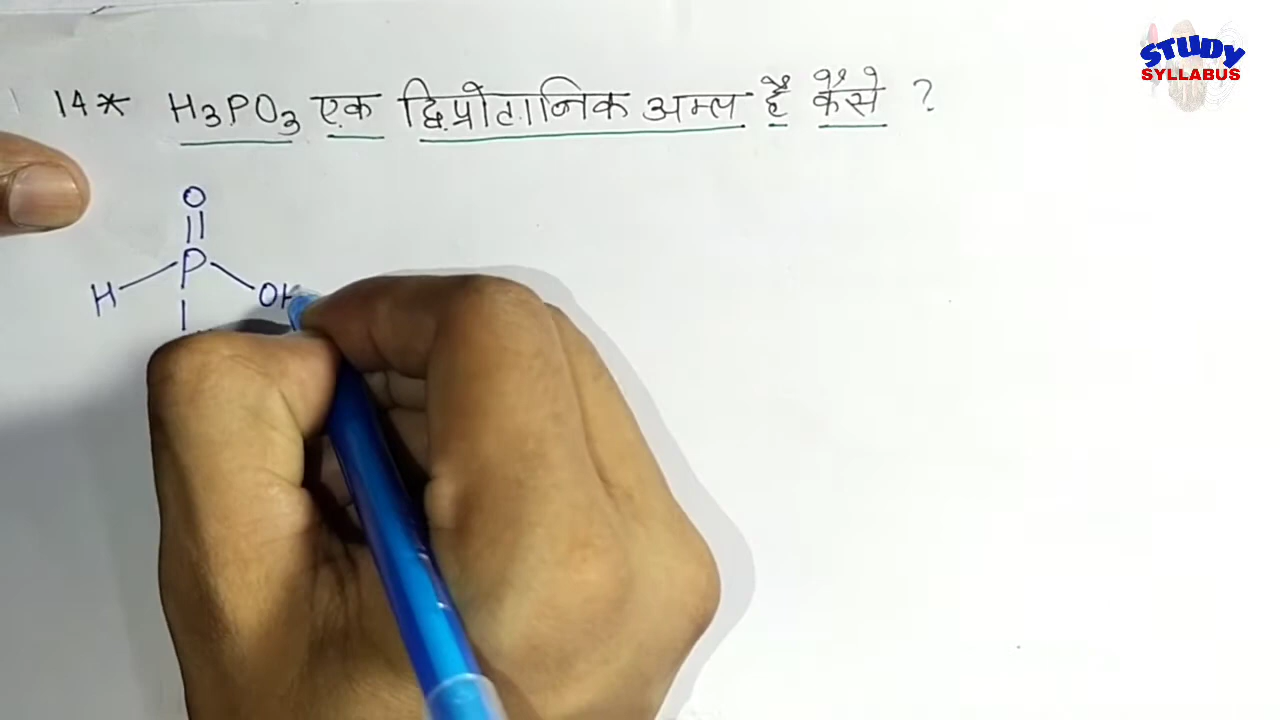 STUDY
SYLLABUS
14* H3PO3 एक द्विप्रोटानिक अम्ल है कैसे ?
O
P
H OH